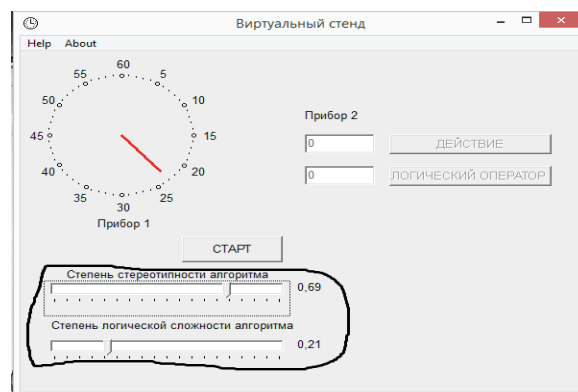 Виртуальный стенд
Help About
60
55 5
50 10
45 15
40 20
35 25
30
Прибор 1
Прибор 2
0 ДЕЙСТВИЕ
0 ЛОГИЧЕСКИЙ ОПЕРАТОР
СТАРТ
Степень стереотипности алгоритма
0,69
Степень логической сложности алгоритма
0,21